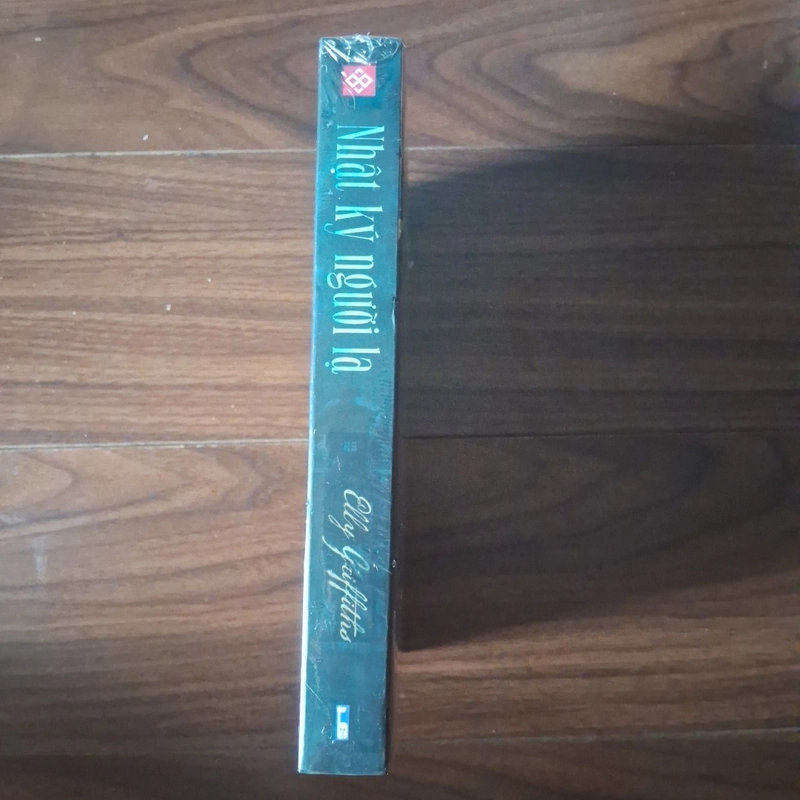 Nhật ký người lạ
Elly Griffiths